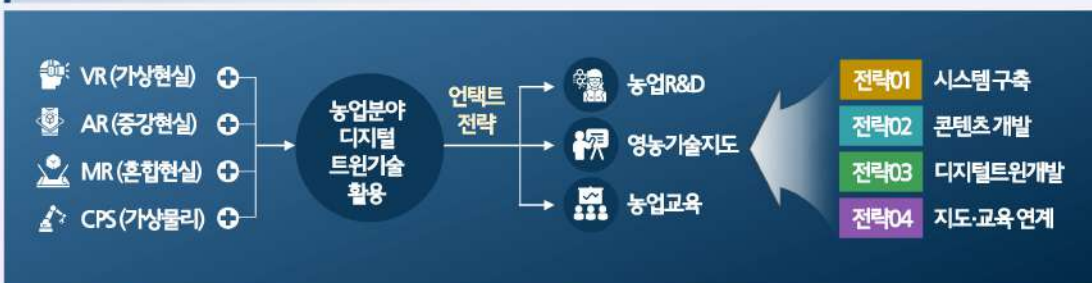 VR (가상현실)
AR (증강현실)
MR (혼합현실)
CPS (가상물리)
농업분야
디지털
트윈기술
활용
언택트
전략
농업R&D
영농기술지도
농업교육
전략01 시스템 구축
전략02 콘텐츠 개발
전략03 디지털트윈개발
전략04 지도·교육 연계